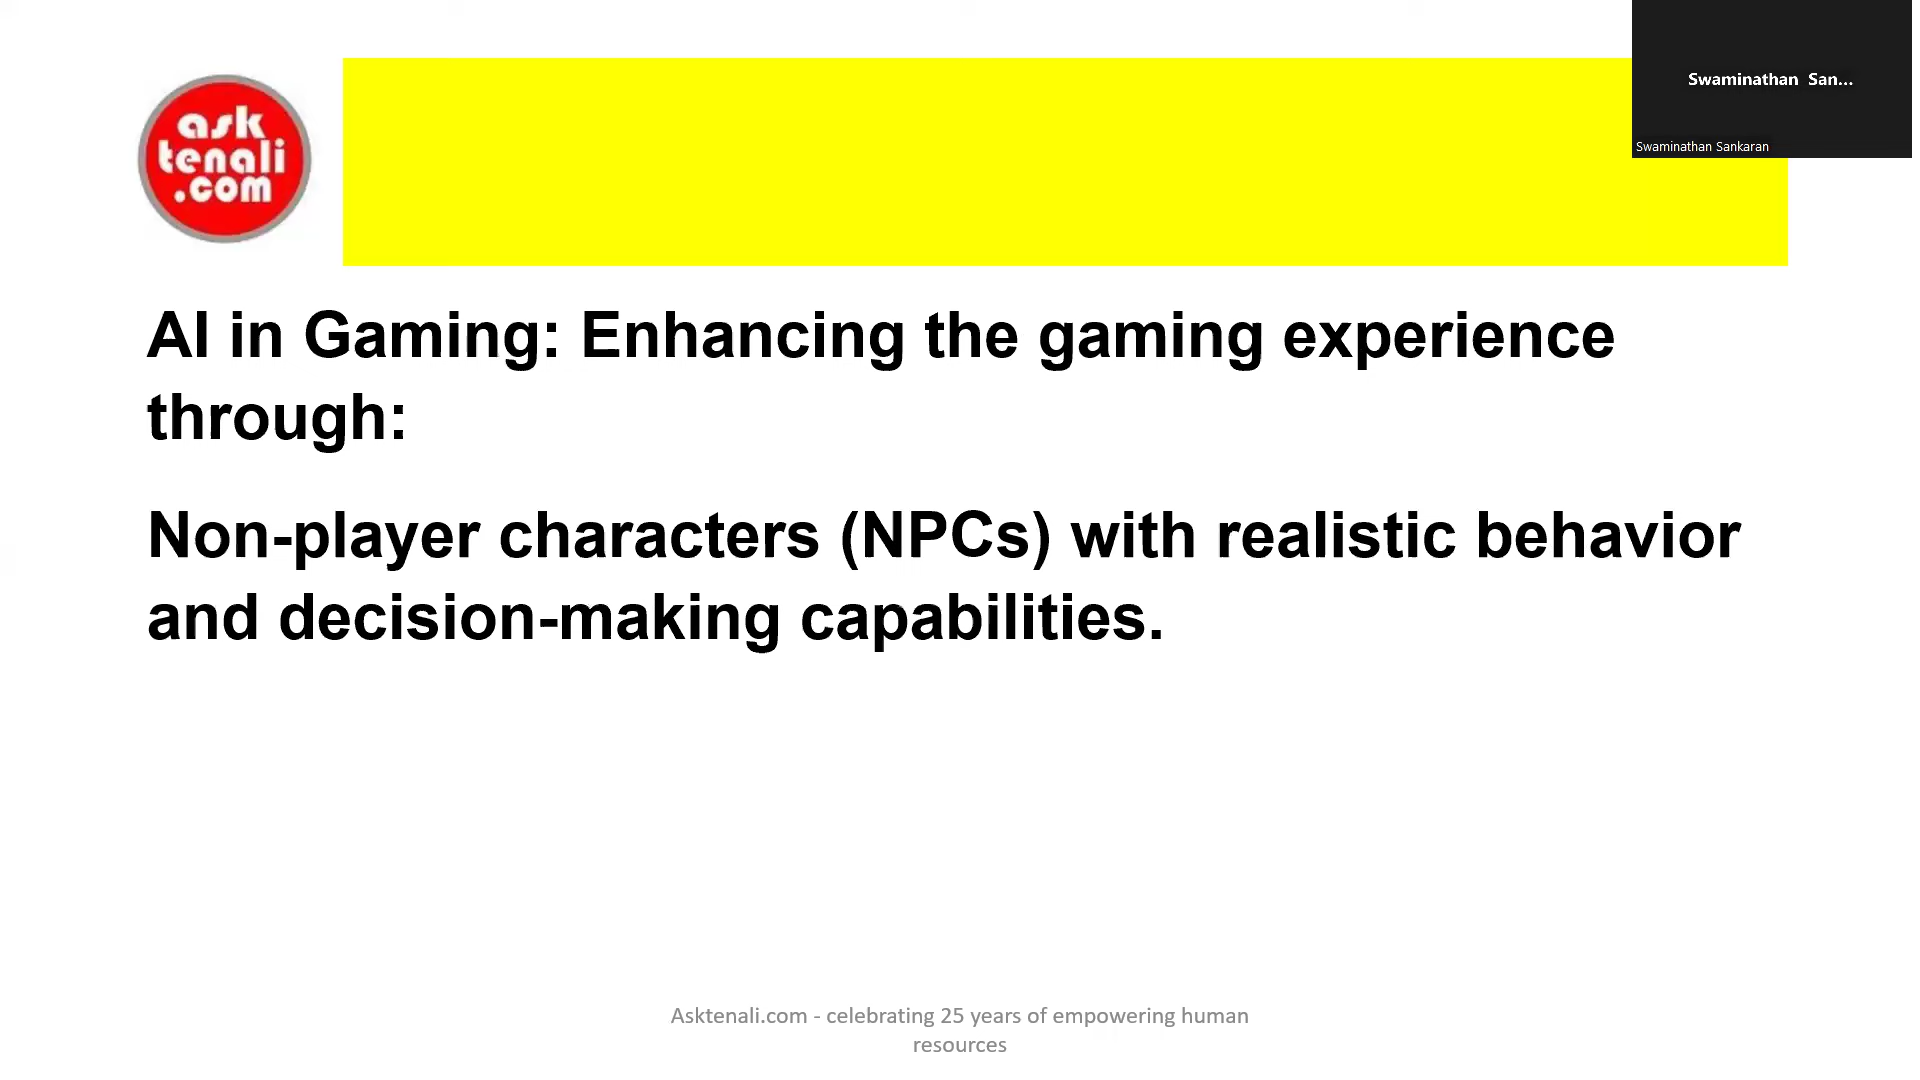 ask
tenali
.com
Swaminathan San...
Swaminathan Sankaran
AI in Gaming: Enhancing the gaming experience
through:
Non-player characters (NPCs) with realistic behavior
and decision-making capabilities.
Asktenali.com - celebrating 25 years of empowering human
resources